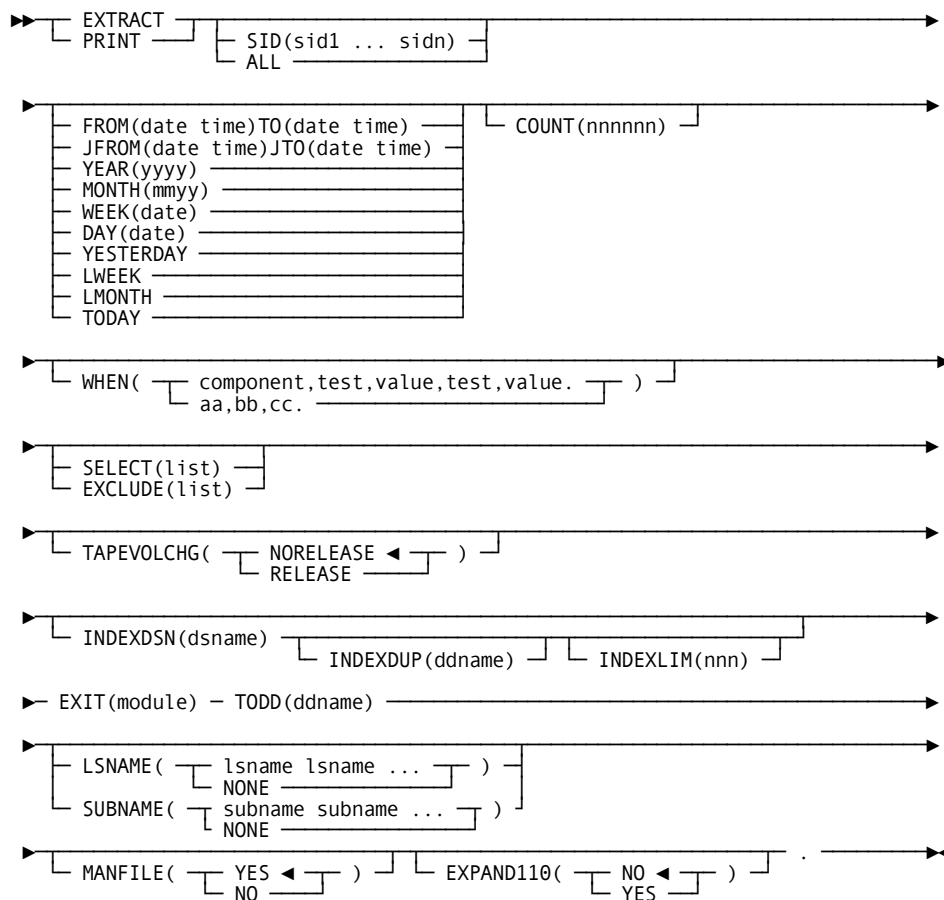 EXTRACT
PRINT
SID(sid1 ... sidn)
ALL
FROM(date time)TO(date time)
JFROM(date time)JTO(date time)
YEAR(yyyy)
MONTH(mmyy)
WEEK(date)
DAY(date)
YESTERDAY
LWEEK
LMONTH
TODAY
COUNT(nnnnnn)
WHEN( component,test,value,test,value. )
aa,bb,cc.
SELECT(list)
EXCLUDE(list)
TAPEVOLCHG( NORELEASE )
RELEASE
INDEXDSN(dsname)
INDEXDUP(ddname) INDEXLIM(nnn)
EXIT(module) TODD(ddname)
LSNAME( lsname lsname ... )
NONE
SUBNAME( subname subname ... )
NONE
MANFILE( YES ) EXPAND110( NO ) .
NO YES